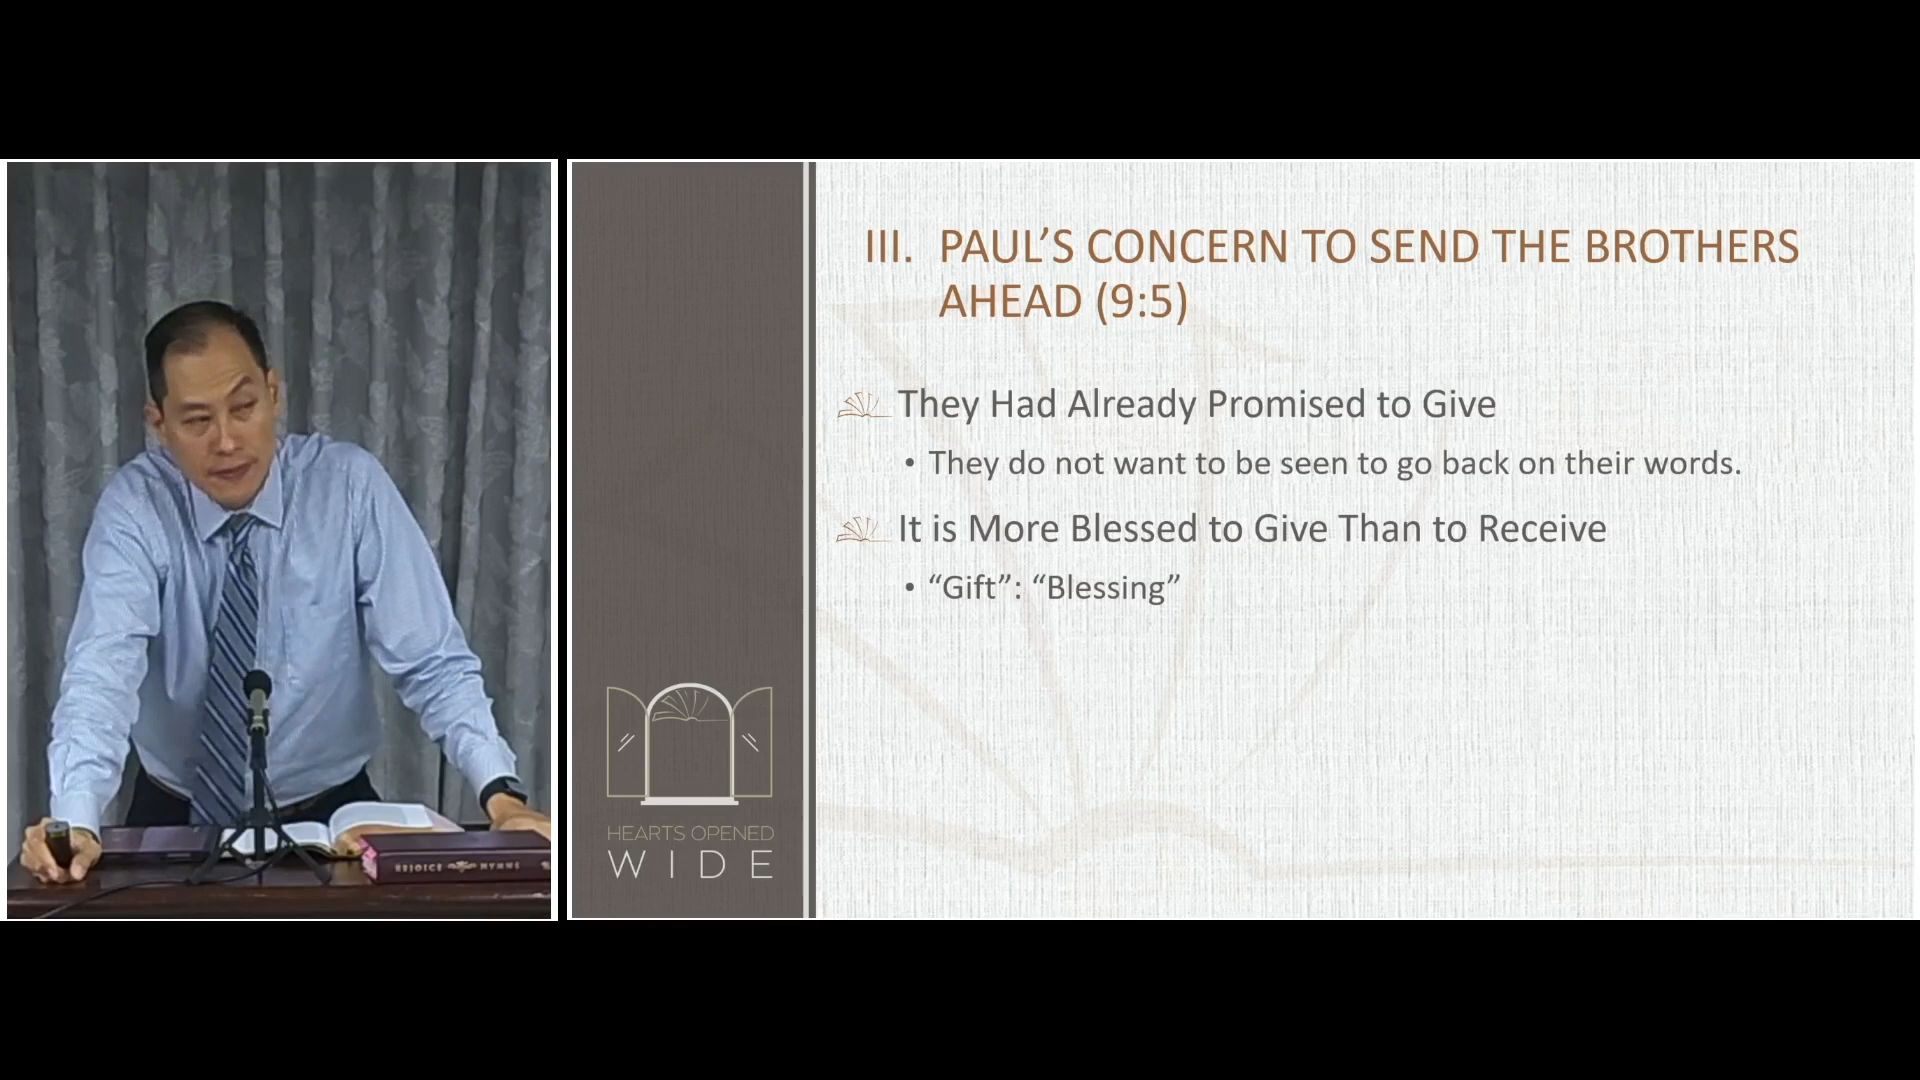 III. PAUL’S CONCERN TO SEND THE BROTHERS
AHEAD (9:5)
They Had Already Promised to Give
• They do not want to be seen to go back on their words.
It is More Blessed to Give Than to Receive
• “Gift”: “Blessing”
HEARTS OPENED
WIDE
REJOICE HYMNS